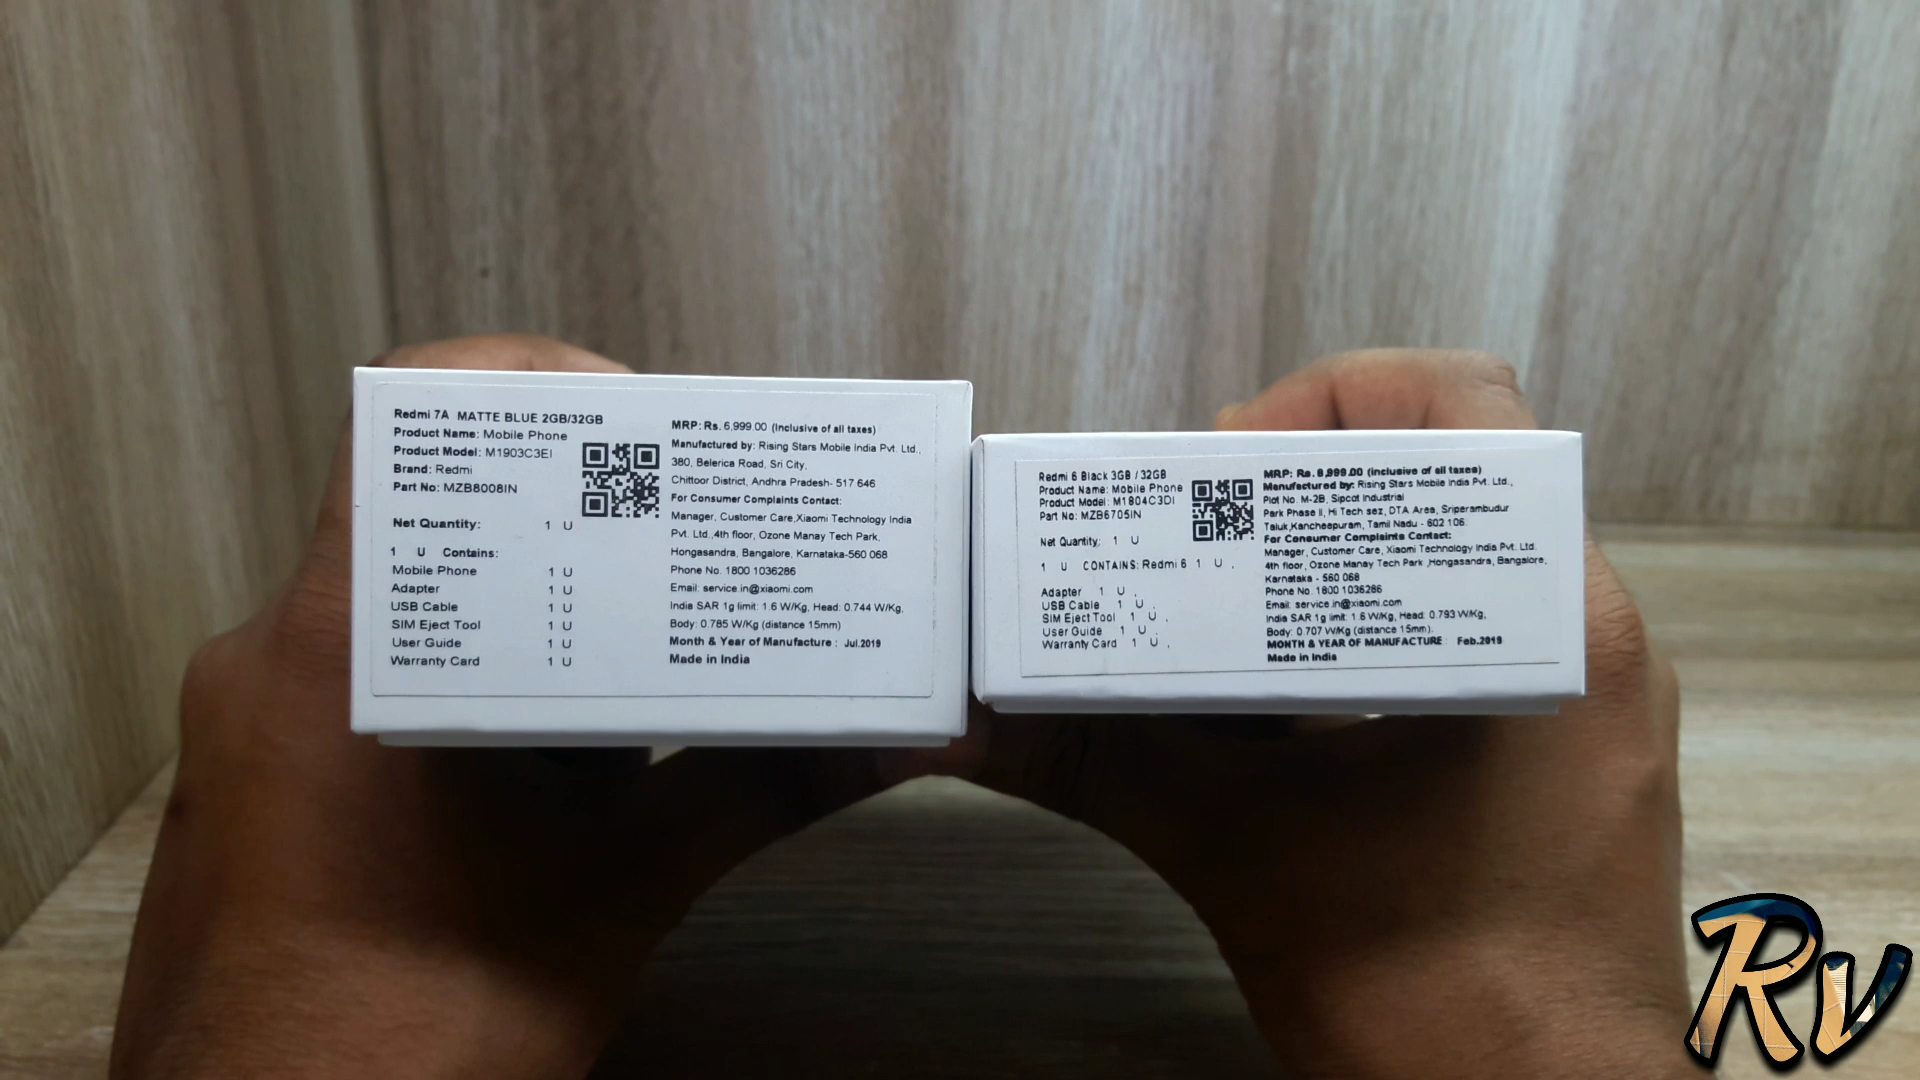 Redmi 7A MATTE BLUE 2GB/32GB
Product Name: Mobile Phone
Product Model: M1903C3EI
Brand: Redmi
Part No: MZB8008IN
Net Quantity: 1 U
1 U Contains:
Mobile Phone 1 U
Adapter 1 U
USB Cable 1 U
SIM Eject Tool 1 U
User Guide 1 U
Warranty Card 1 U
MRP: Rs. 6,999.00 (Inclusive of all taxes)
Manufactured by: Rising Stars Mobile India Pvt. Ltd.,
380, Belerica Road, Sri City,
Chittoor District, Andhra Pradesh- 517 646
For Consumer Complaints Contact:
Manager, Customer Care,Xiaomi Technology India
Pvt. Ltd.,4th floor, Ozone Manay Tech Park,
Hongasandra, Bangalore, Karnataka-560 068
Phone No. 1800 1036286
Email: service.in@xiaomi.com
India SAR 1g limit: 1.6 W/Kg, Head: 0.744 W/Kg,
Body: 0.785 W/Kg (distance 15mm)
Month & Year of Manufacture : Jul.2019
Made in India
Redmi 6 Black 3GB / 32GB
Product Name: Mobile Phone
Product Model: M1804C3DI
Part No: MZB6705IN
Net Quantity: 1 U
1 U CONTAINS: Redmi 6 1 U ,
Adapter 1 U ,
USB Cable 1 U ,
SIM Eject Tool 1 U ,
User Guide 1 U ,
Warranty Card 1 U ,
MRP: Rs. (inclusive of all taxes)
Manufactured by: Rising Stars Mobile India Pvt. Ltd.,
Plot No. M-2B, Sipcot Industrial
Park Phase II, Hi Tech sez, DTA Area, Sriperambudur
Taluk,Kancheepuram, Tamil Nadu - 602 106.
For Consumer Complaints Contact:
Manager, Customer Care, Xiaomi Technology India Pvt. Ltd.
4th floor, Ozone Manay Tech Park ,Hongasandra, Bangalore,
Karnataka - 560 068
Phone No. 1800 1036286
Email: service.in@xiaomi.com
India SAR 1g limit: 1.6 W/Kg, Head: 0.793 W/Kg,
Body: 0.707 W/Kg (distance 15mm).
MONTH & YEAR OF MANUFACTURE : Feb.2019
Made in India
RV